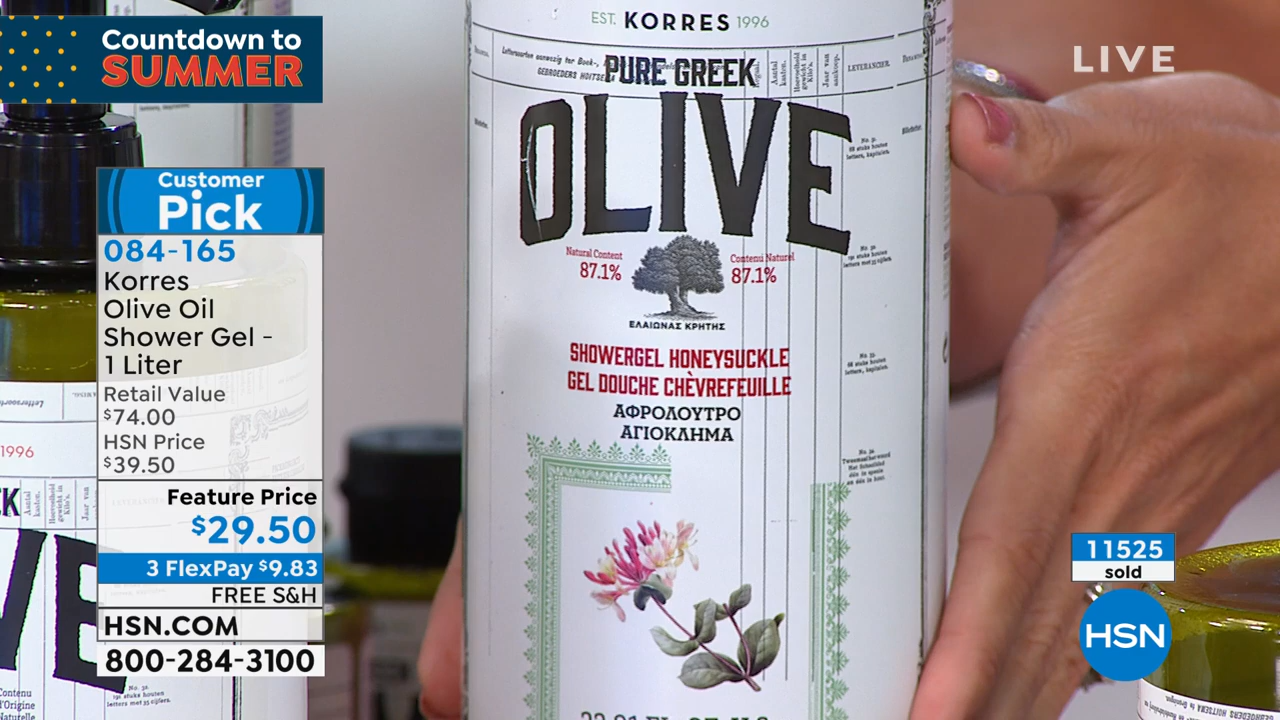 Countdown to
SUMMER
LIVE
Customer
Pick
084-165
Korres
Olive Oil
Shower Gel -
1 Liter
Retail Value
$74.00
HSN Price
$39.50
Feature Price
$29.50
3 FlexPay $9.83
FREE S&H
HSN.COM
800-284-3100
EST. KORRES 1996
PURE GREEK
OLIVE
Natural Content
87.1%
Contenu Naturel
87.1%
ΕΛΑΙΩΝΑΣ ΚΡΗΤΗΣ
SHOWERGEL HONEYSUCKLE
GEL DOUCHE CHÈVREFEUILLE
ΑΦΡΟΛΟΥΤΡΟ
ΑΓΙΟΚΛΗΜΑ
LEVERANCIER.
1996
11525
sold
HSN